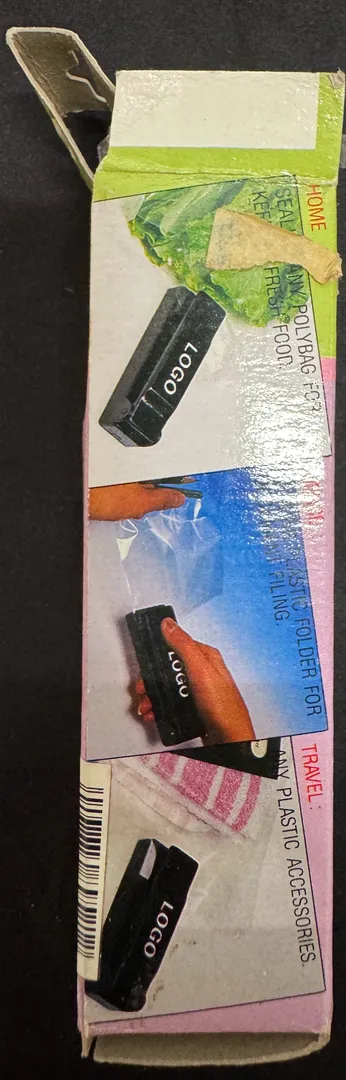 HOME
SEAL ANY POLYBAG FOR
KEEP FRESH FOOD.
LOGO
PLASTIC FOLDER FOR
FILING.
LOGO
TRAVEL:
ANY PLASTIC ACCESSORIES.
LOGO